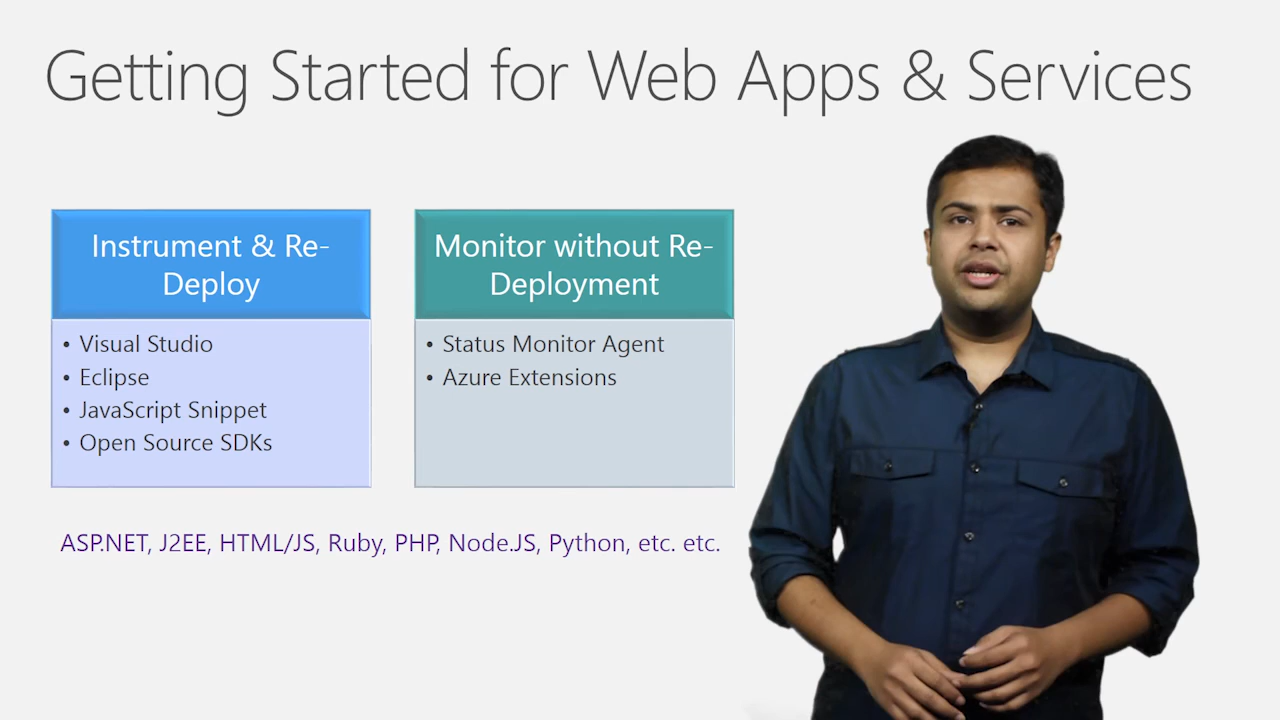 Getting Started for Web Apps & Services
Instrument & Re-
Deploy
• Visual Studio
• Eclipse
• JavaScript Snippet
• Open Source SDKs
Monitor without Re-
Deployment
• Status Monitor Agent
• Azure Extensions
ASP.NET, J2EE, HTML/JS, Ruby, PHP, Node.JS, Python, etc. etc.